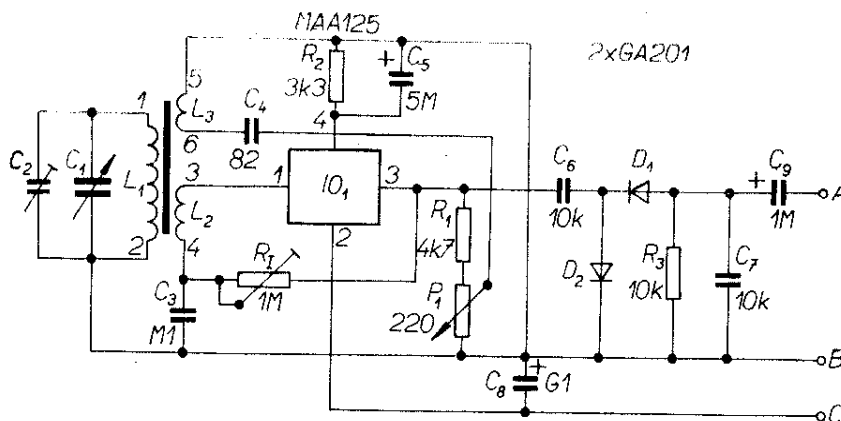 MAA125
2xGA201
R2
3k3
C5
+
5M
5
L3
6
C4
82
4
1
C2
C1
L1
2
3
L2
4
1
IO1
3
2
C6
10k
D1
+
C9
1M
A
R1
4k7
RI
1M
C3
M1
P1
220
D2
R3
10k
C7
10k
B
C8
+
G1
C